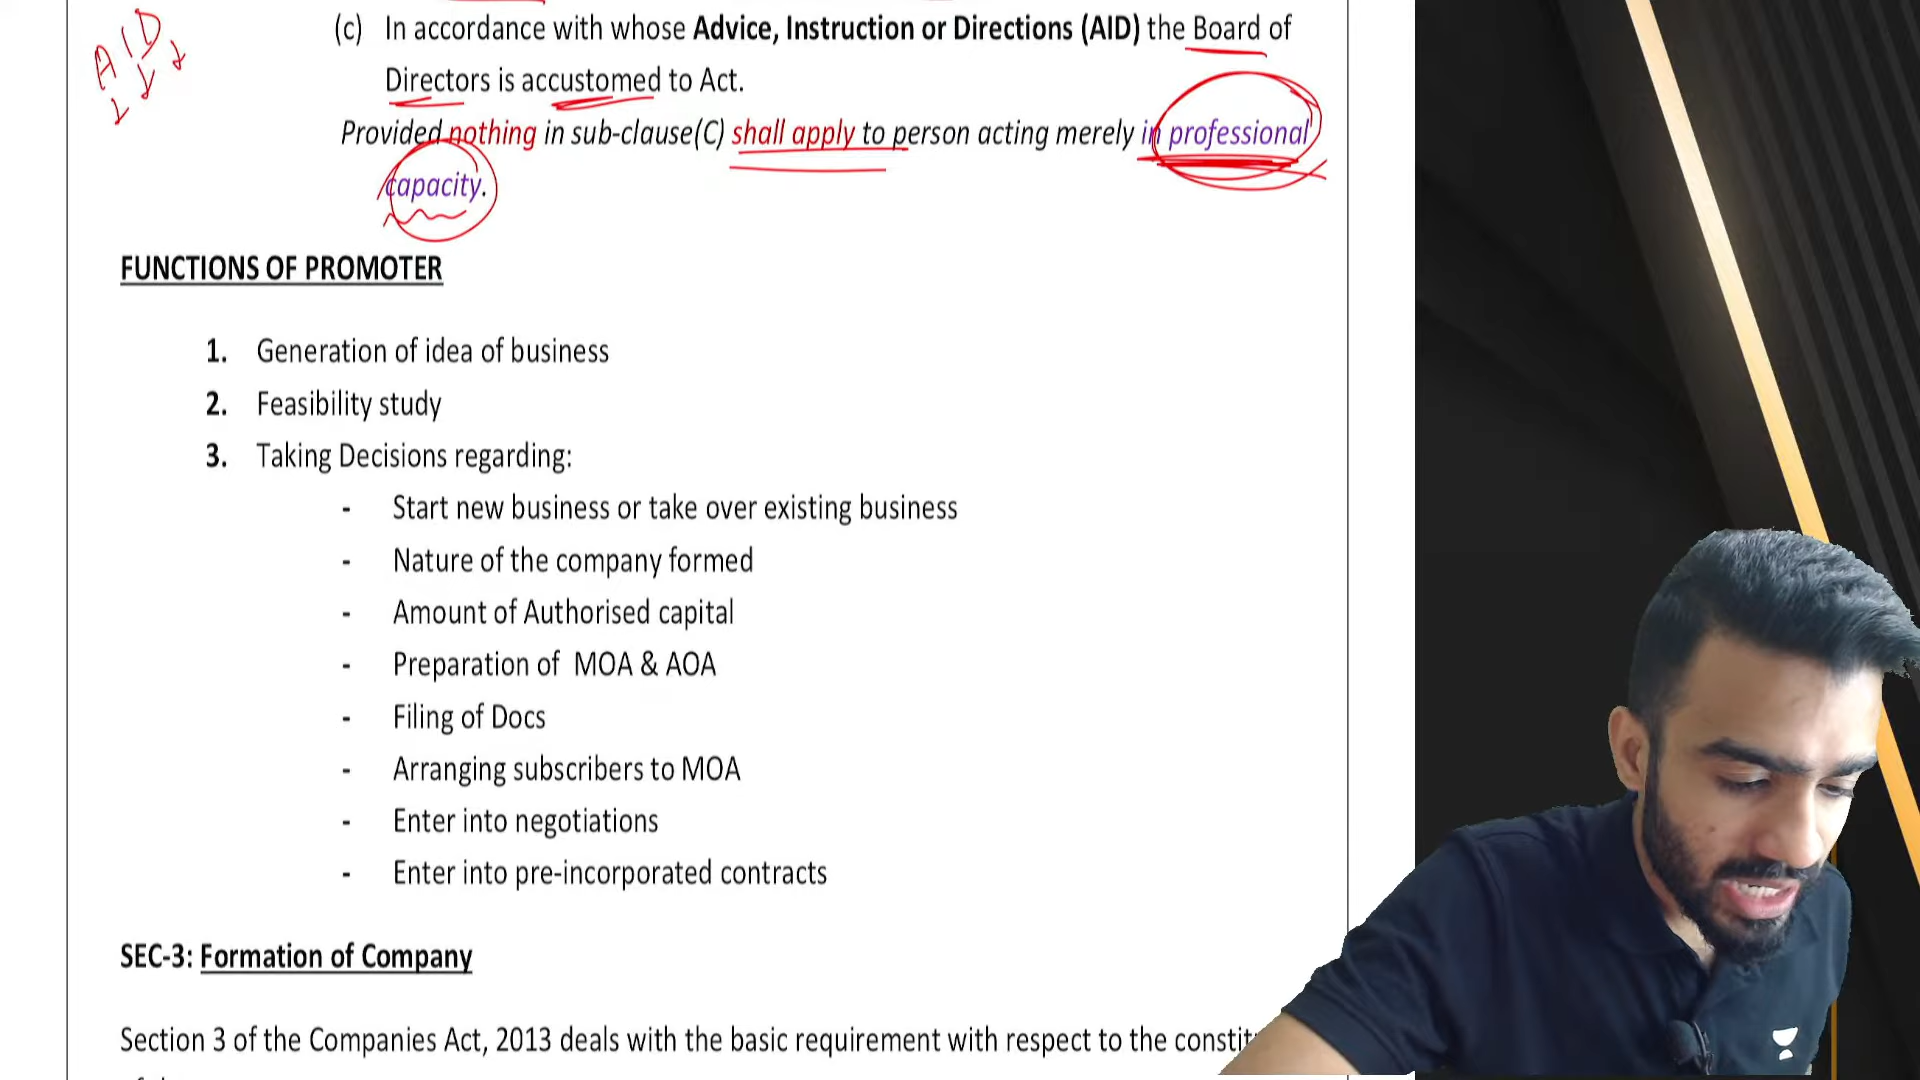 AID
(c) In accordance with whose Advice, Instruction or Directions (AID) the Board of
Directors is accustomed to Act.
Provided nothing in sub-clause(C) shall apply to person acting merely in professional
capacity.
FUNCTIONS OF PROMOTER
1. Generation of idea of business
2. Feasibility study
3. Taking Decisions regarding:
- Start new business or take over existing business
- Nature of the company formed
- Amount of Authorised capital
- Preparation of MOA & AOA
- Filing of Docs
- Arranging subscribers to MOA
- Enter into negotiations
- Enter into pre-incorporated contracts
SEC-3: Formation of Company
Section 3 of the Companies Act, 2013 deals with the basic requirement with respect to the